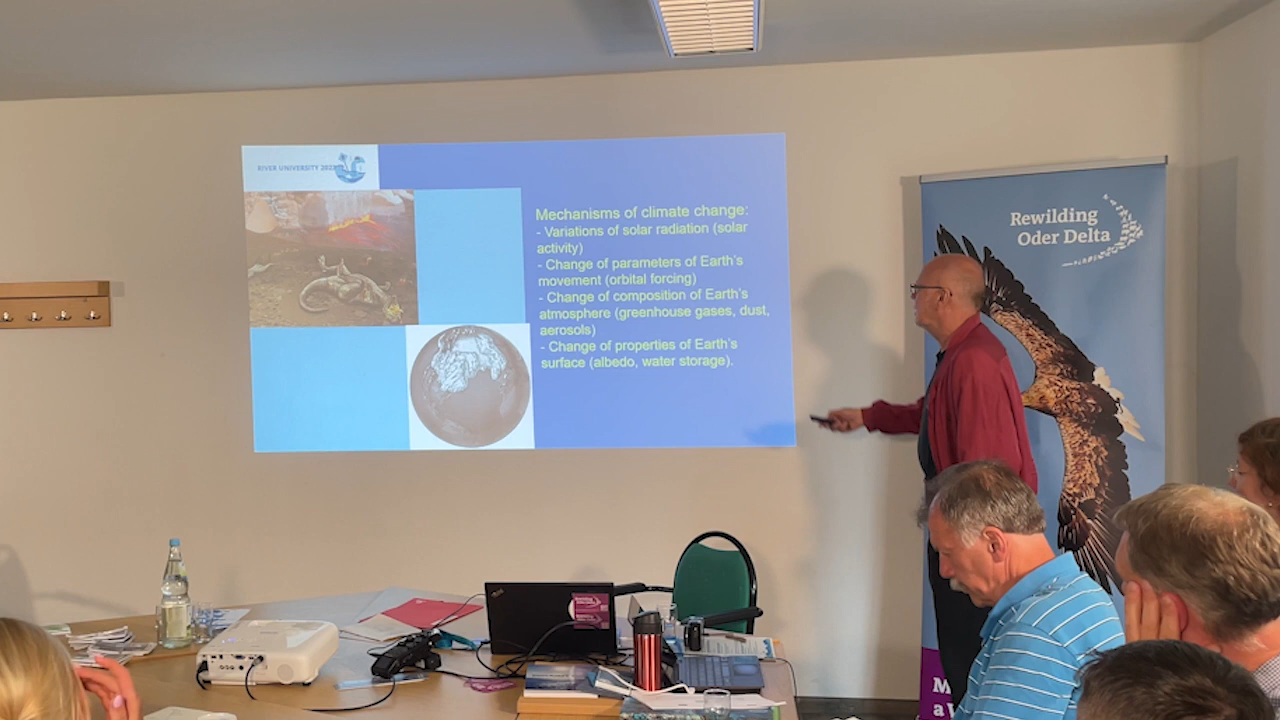 RIVER UNIVERSITY
Mechanisms of climate change:
- Variations of solar radiation (solar
activity)
- Change of parameters of Earth's
movement (orbital forcing)
- Change of composition of Earth's
atmosphere (greenhouse gases, dust,
aerosols)
- Change of properties of Earth's
surface (albedo, water storage).
Rewilding
Oder Delta